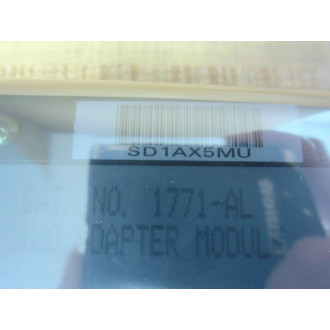 SD1AX5MU
CAT. NO. 1771-AL
I/O ADAPTER MODULE